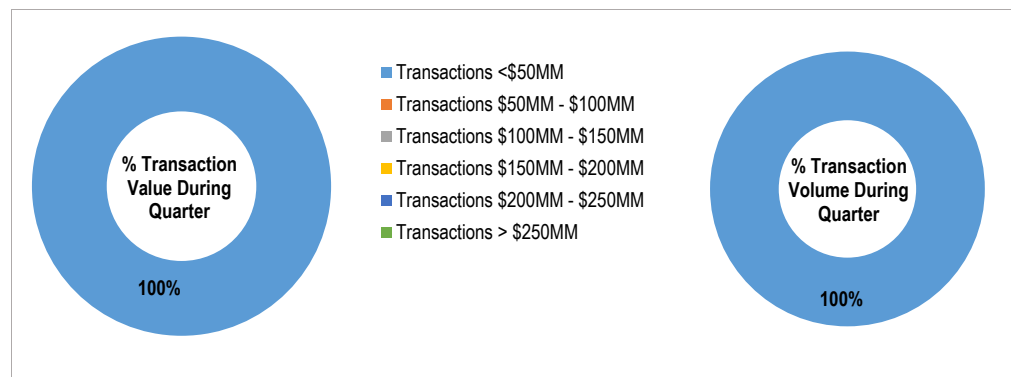 % Transaction
Value During
Quarter
100%
Transactions <$50MM
Transactions $50MM - $100MM
Transactions $100MM - $150MM
Transactions $150MM - $200MM
Transactions $200MM - $250MM
Transactions > $250MM
% Transaction
Volume During
Quarter
100%